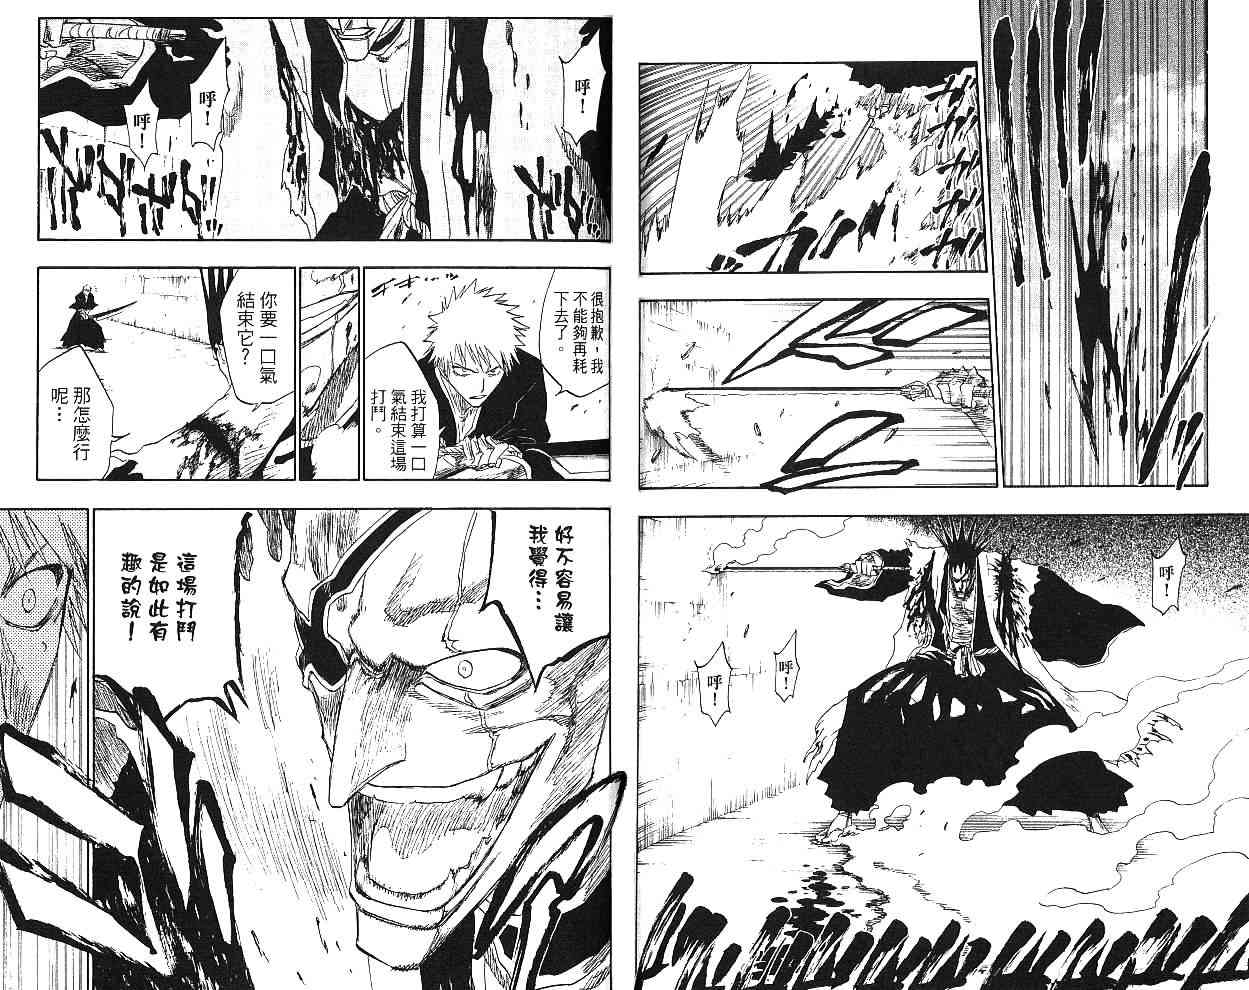 呼!
呼!
呼!
呼!
呼!
呼!
很抱歉，我
不能夠再耗
下去了。
我打算一口
氣結束這場
打鬥。
你要一口氣
結束它?
那怎麼行
呢…
好不容易讓
我覺得…
這場打鬥
是如此有
趣的說！